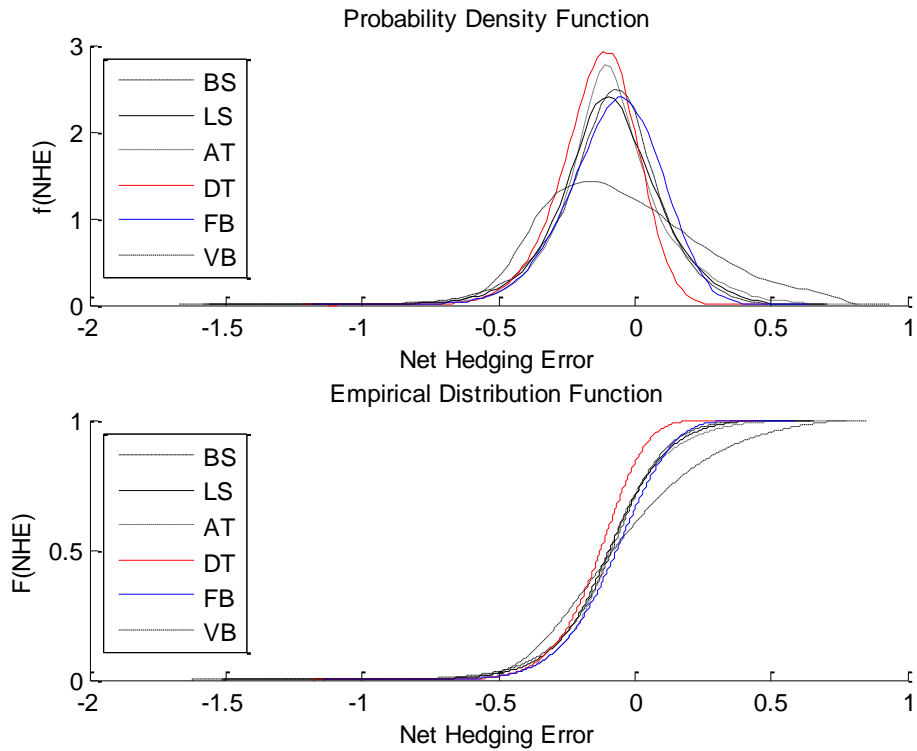 Probability Density Function
3
2
1
0
f(NHE)
BS
LS
AT
DT
FB
VB
-2
-1.5
-1
-0.5
0
0.5
1
Net Hedging Error
Empirical Distribution Function
1
0.5
0
F(NHE)
BS
LS
AT
DT
FB
VB
-2
-1.5
-1
-0.5
0
0.5
1
Net Hedging Error